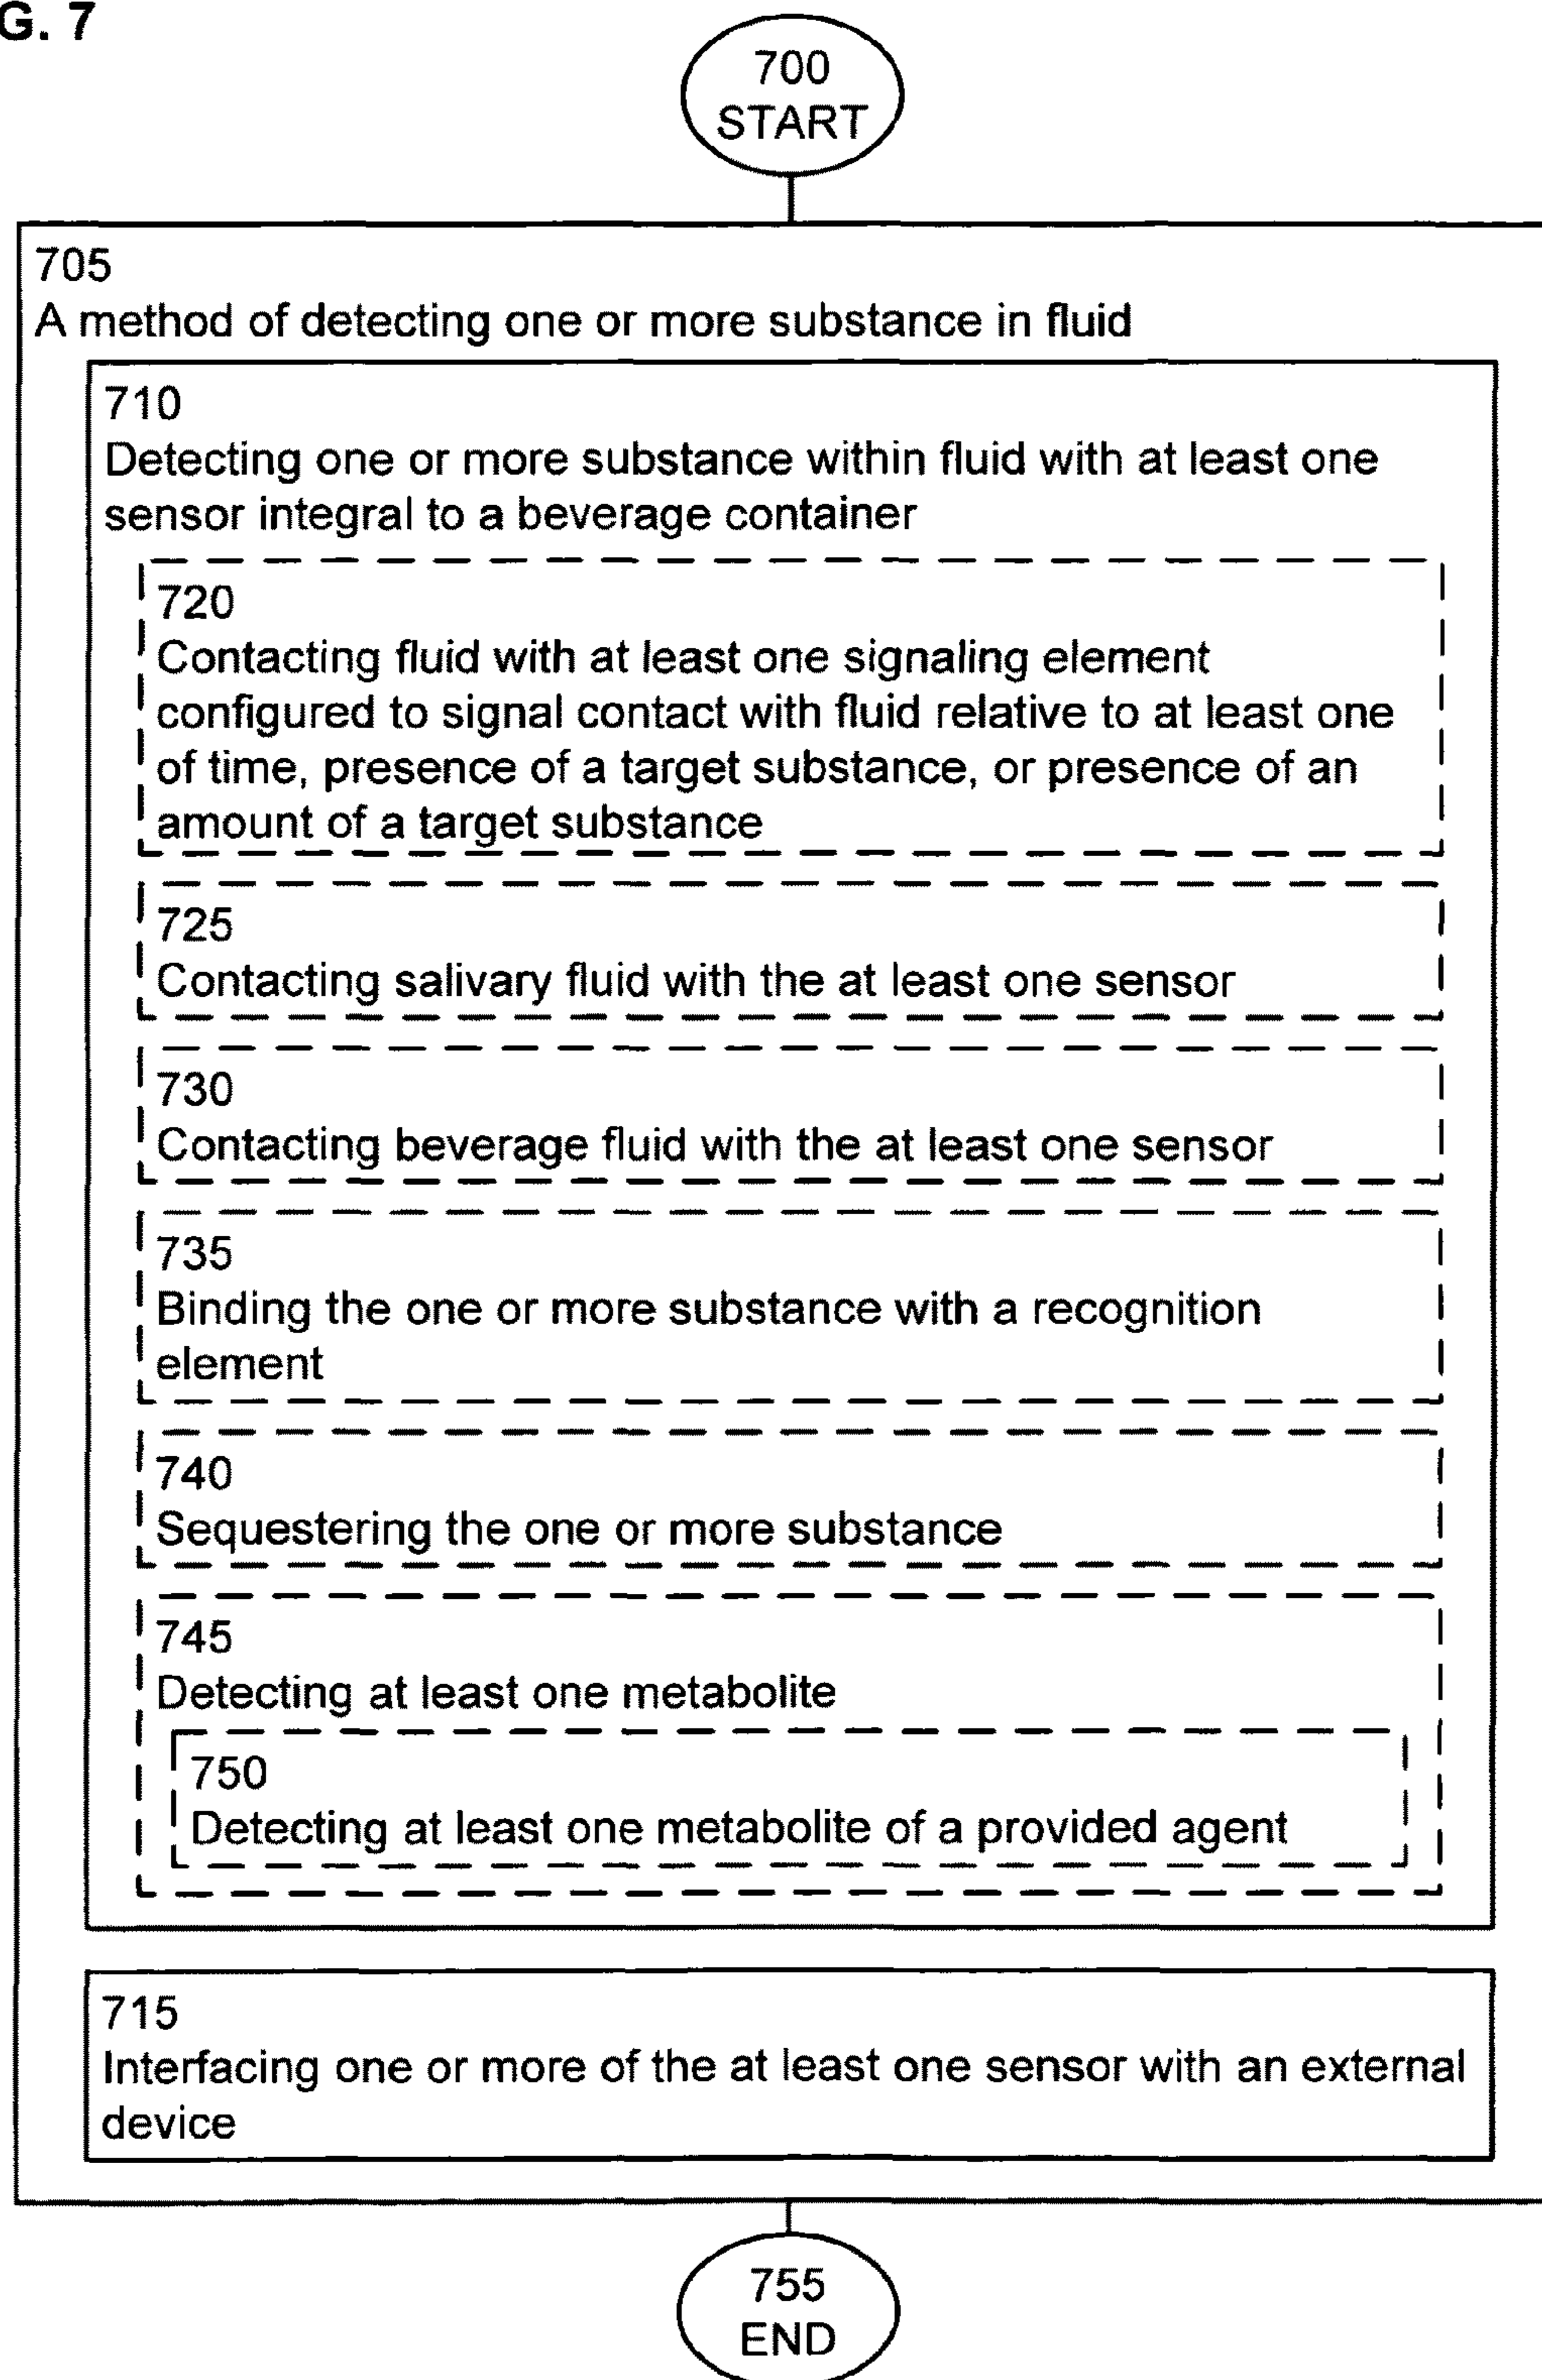 G. 7
700
START
705
A method of detecting one or more substance in fluid
710
Detecting one or more substance within fluid with at least one
sensor integral to a beverage container
720
Contacting fluid with at least one signaling element
configured to signal contact with fluid relative to at least one
of time, presence of a target substance, or presence of an
amount of a target substance
725
Contacting salivary fluid with the at least one sensor
730
Contacting beverage fluid with the at least one sensor
735
Binding the one or more substance with a recognition
element
740
Sequestering the one or more substance
745
Detecting at least one metabolite
750
Detecting at least one metabolite of a provided agent
715
Interfacing one or more of the at least one sensor with an external
device
755
END